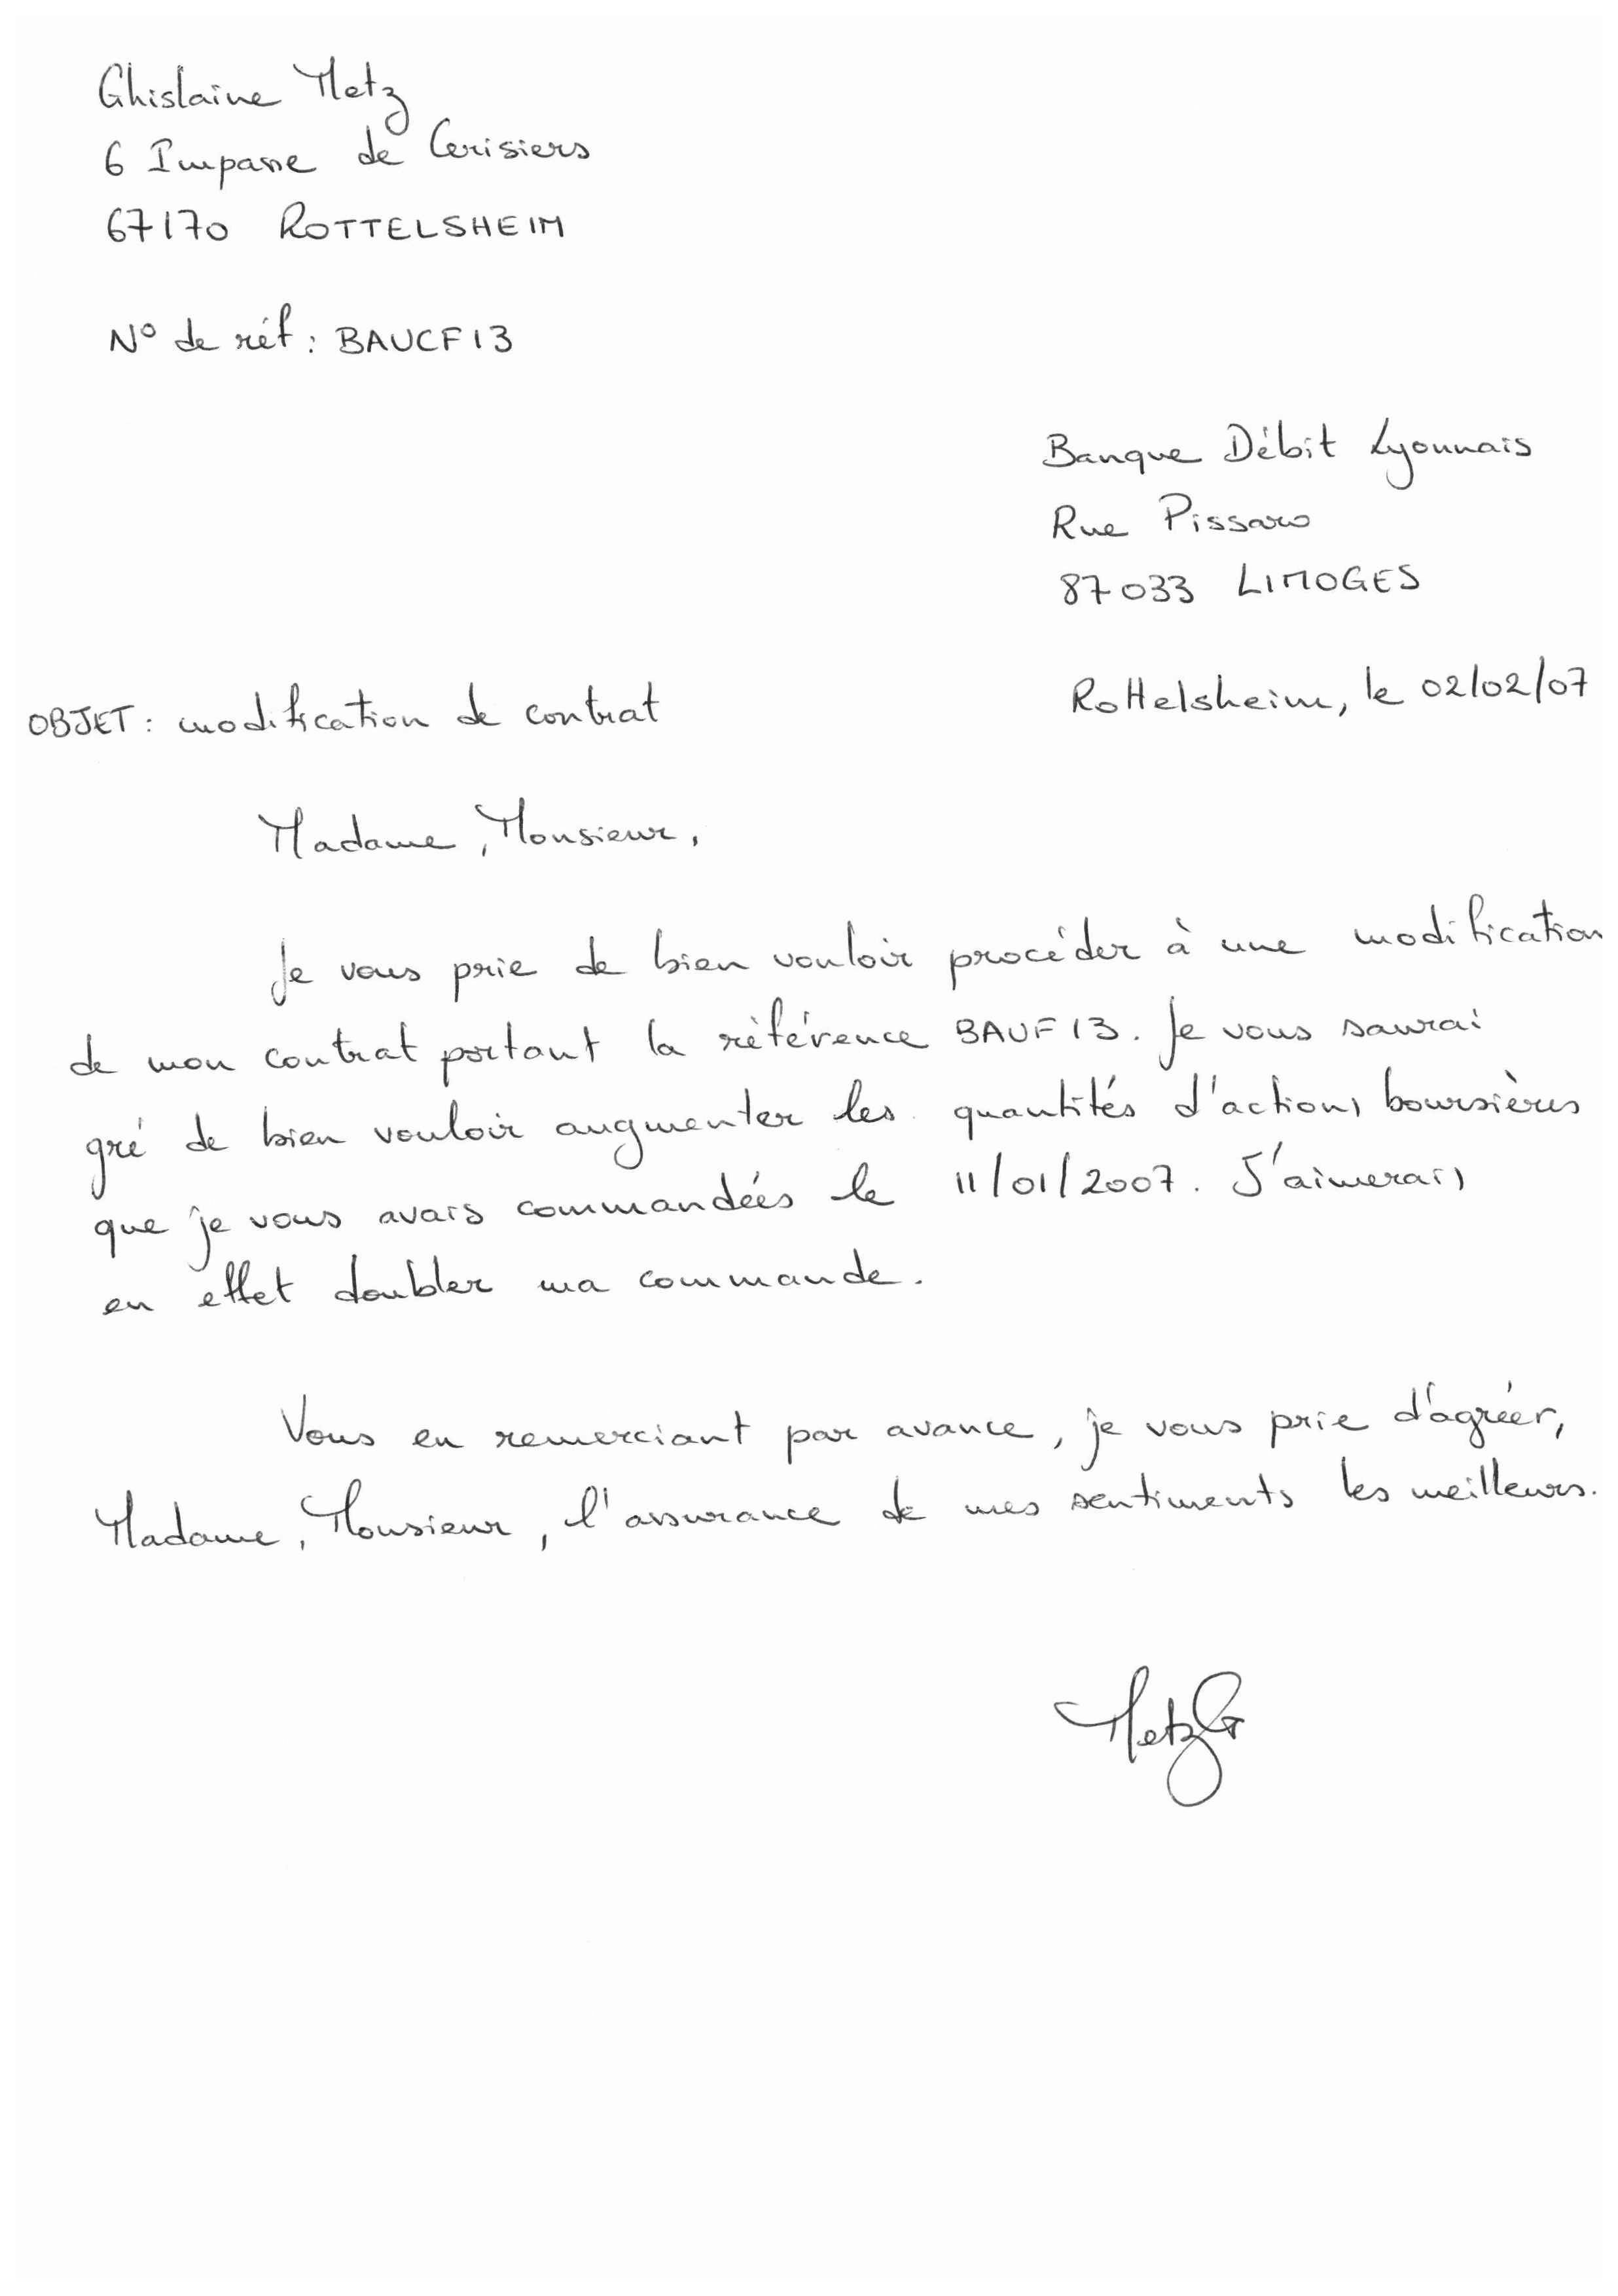 Ghislaine Metz
6 Impasse de Cerisiers
67170 ROTTELSHEIM
N° de réf : BAUCF13
Banque Débit Lyonnais
Rue Pissaro
87033 LIMOGES
Rottelsheim, le 02/02/07
OBJET : modification de contrat
Madame, Monsieur,
Je vous prie de bien vouloir procéder à une modification
de mon contrat portant la référence BAUF13. Je vous saurai
gré de bien vouloir augmenter les quantités d'actions boursières
que je vous avais commandées le 11/01/2007. J'aimerais
en effet doubler ma commande.
Vous en remerciant par avance, je vous prie d'agréer,
Madame, Monsieur, l'assurance de mes sentiments les meilleurs.
Metz G